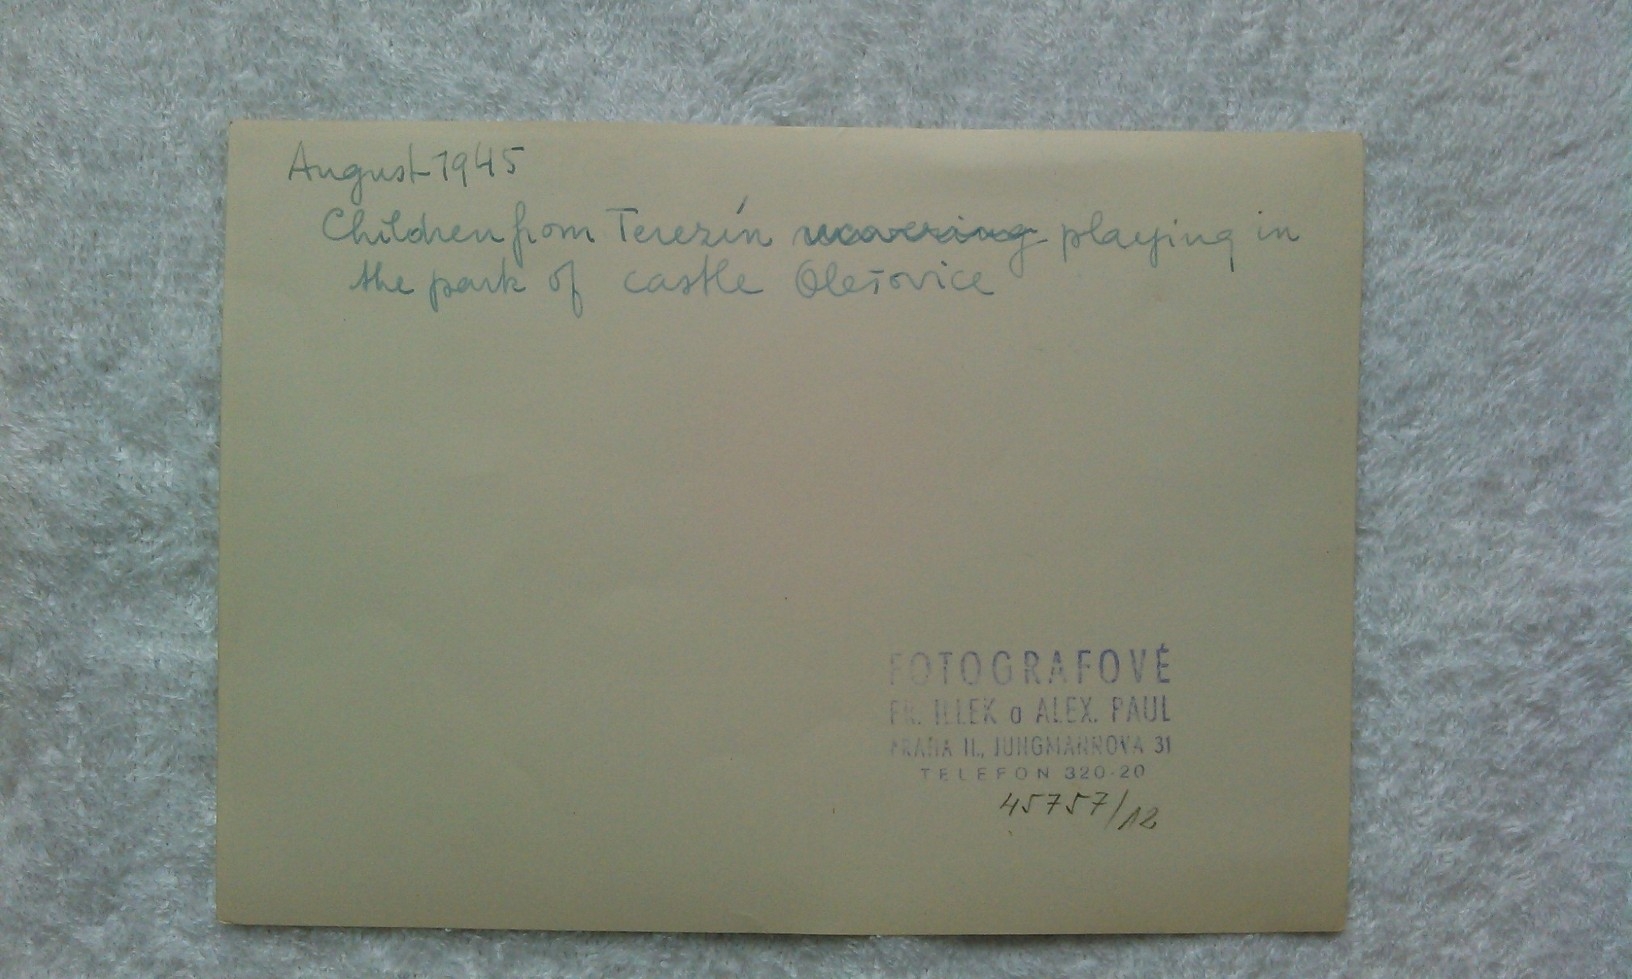 August 1945
Children from Terezín playing in
the park of castle Olešovice
FOTOGRAFOVÉ
FR. ILLEK a ALEX. PAUL
PRAHA II., JUNGMANNOVA 31
TELEFON 320-20
45757/12